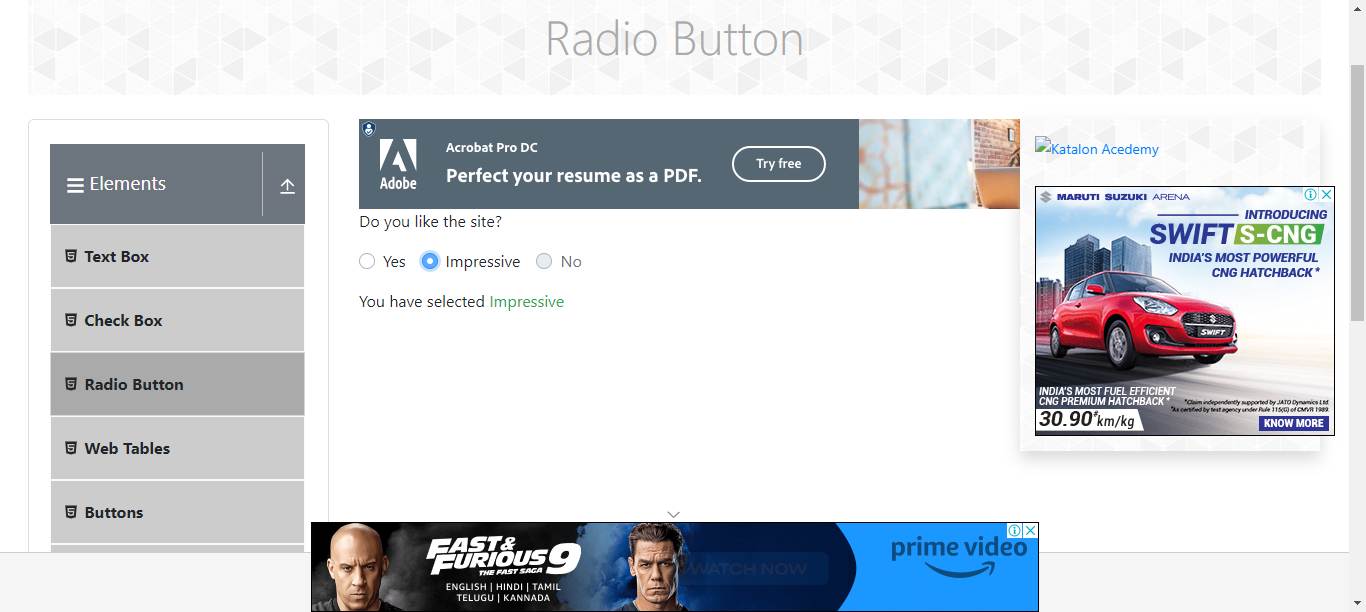 Radio Button
Elements
Text Box
Check Box
Radio Button
Web Tables
Buttons
Adobe
Acrobat Pro DC
Perfect your resume as a PDF.
Try free
Do you like the site?
Yes Impressive No
You have selected Impressive
Katalon Acedemy
MARUTI SUZUKI ARENA
INTRODUCING
SWIFT S-CNG
INDIA'S MOST POWERFUL
CNG HATCHBACK*
SWIFT
INDIA'S MOST FUEL EFFICIENT
CNG PREMIUM HATCHBACK*
30.90#km/kg
*Claim independently supported by JATO Dynamics Ltd.
#As certified by test agency under Rule 115(G) of CMVR 1989.
KNOW MORE
FAST &
FURIOUS 9
THE FAST SAGA
ENGLISH | HINDI | TAMIL
TELUGU | KANNADA
WATCH NOW
prime video